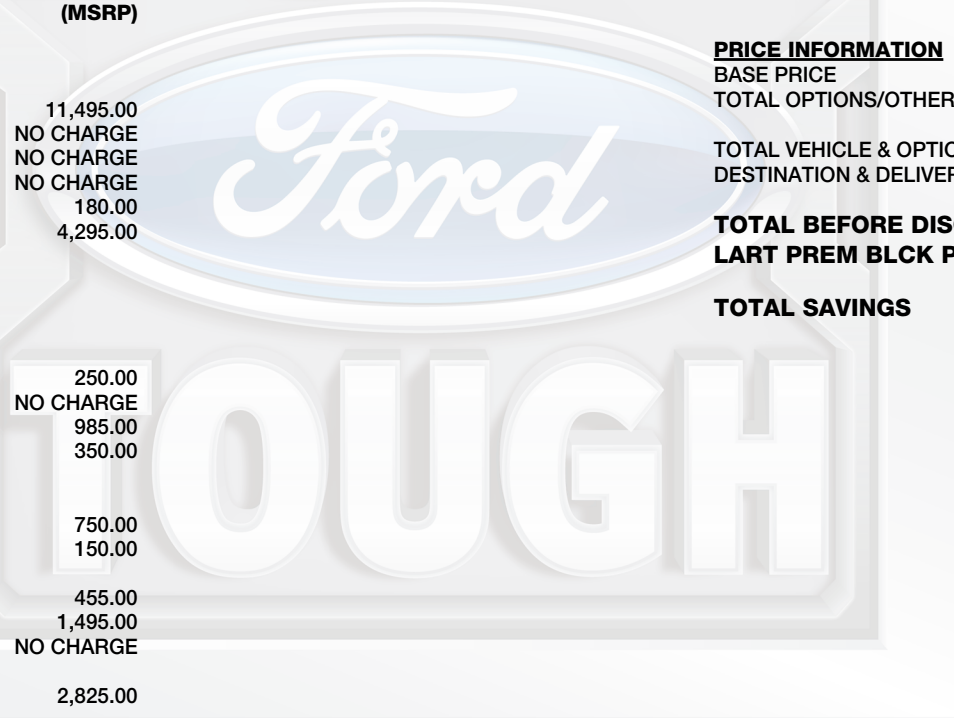 (MSRP)
11,495.00
NO CHARGE
NO CHARGE
NO CHARGE
180.00
4,295.00
250.00
NO CHARGE
985.00
350.00
750.00
150.00
455.00
1,495.00
NO CHARGE
2,825.00
PRICE INFORMATION
BASE PRICE
TOTAL OPTIONS/OTHER
TOTAL VEHICLE & OPTIO
DESTINATION & DELIVER
TOTAL BEFORE DIS
LART PREM BLCK P
TOTAL SAVINGS
Ford
TOUGH